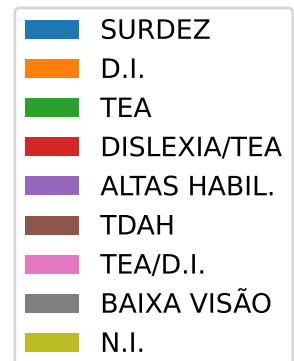 SURDEZ
D.I.
TEA
DISLEXIA/TEA
ALTAS HABIL.
TDAH
TEA/D.I.
BAIXA VISÃO
N.I.